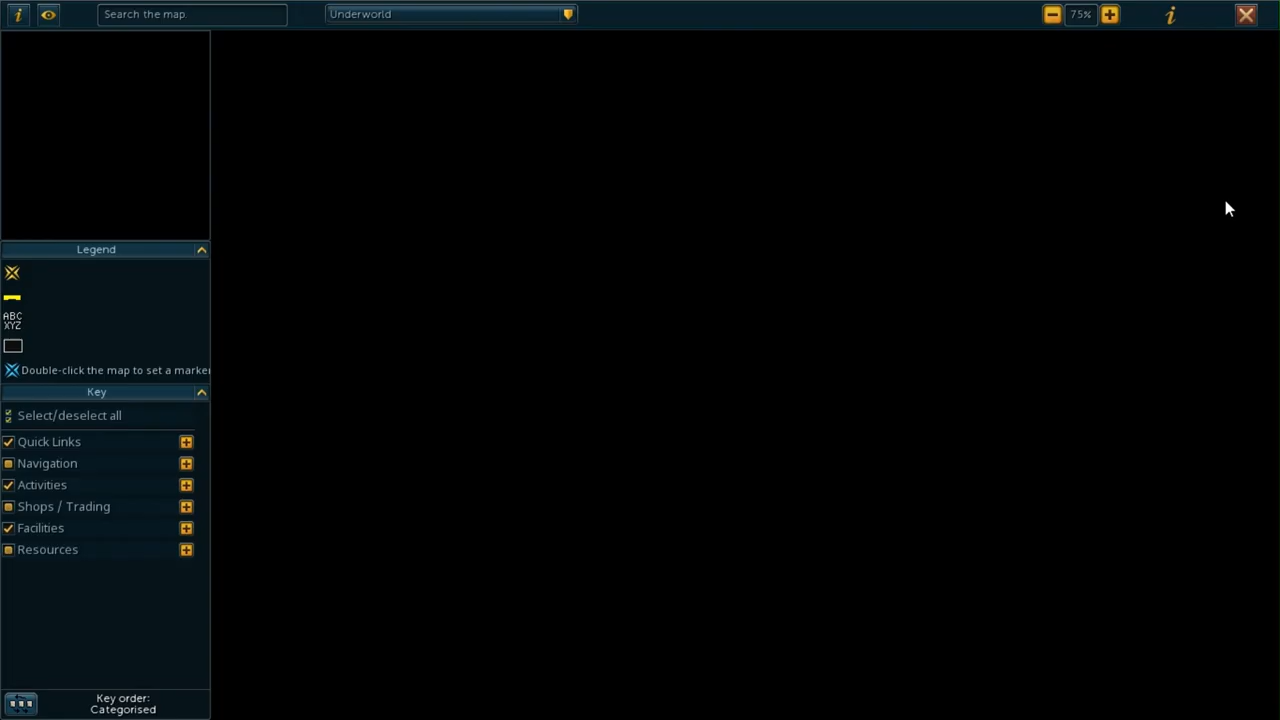 Search the map.
Underworld
75%
Legend
ABC
XYZ
Double-click the map to set a marker
Key
Select/deselect all
Quick Links
Navigation
Activities
Shops / Trading
Facilities
Resources
Key order:
Categorised